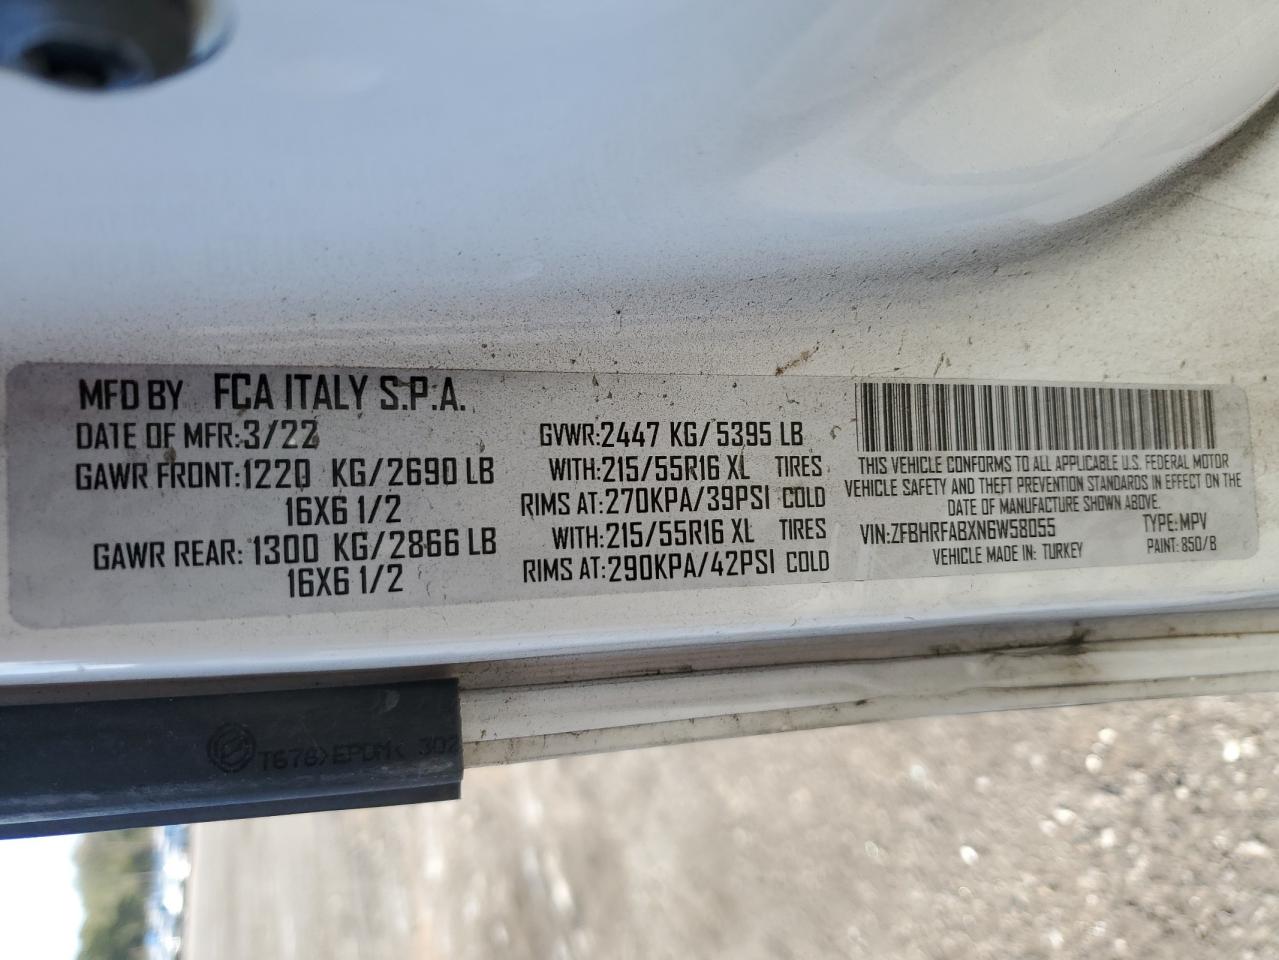 MFD BY FCA ITALY S.P.A.
DATE OF MFR:3/22
GAWR FRONT:1220 KG/2690 LB
16X6 1/2
GAWR REAR:1300 KG/2866 LB
16X6 1/2
GVWR:2447 KG/5395 LB
WITH:215/55R16 XL TIRES
RIMS AT:270KPA/39PSI COLD
WITH:215/55R16 XL TIRES
RIMS AT:290KPA/42PSI COLD
THIS VEHICLE CONFORMS TO ALL APPLICABLE U.S. FEDERAL MOTOR
VEHICLE SAFETY AND THEFT PREVENTION STANDARDS IN EFFECT ON THE
DATE OF MANUFACTURE SHOWN ABOVE.
VIN:ZFBHRFABXN6W58055 TYPE:MPV
VEHICLE MADE IN: TURKEY PAINT:850/B
T678>EPDM< 302